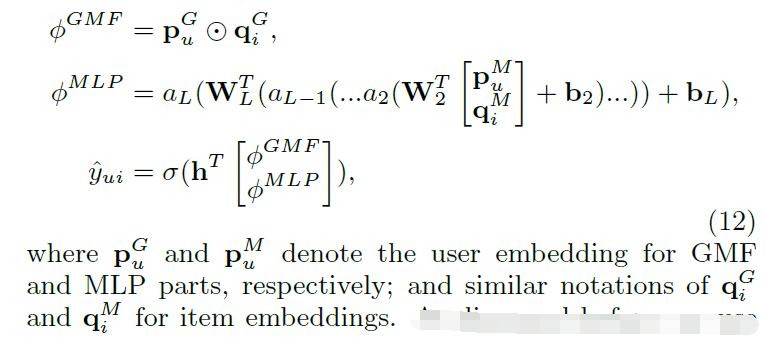 ϕ^{GMF} = p_u^G ⊙ q_i^G,
ϕ^{MLP} = a_L(W_L^T(a_{L−1}(...a_2(W_2^T [p_u^M q_i^M] + b_2)...)) + b_L),
ŷ_{ui} = σ(h^T [ϕ^{GMF} ϕ^{MLP}]),
(12)
where p_u^G and p_u^M denote the user embedding for GMF
and MLP parts, respectively; and similar notations of q_i^G
and q_i^M for item embeddings.